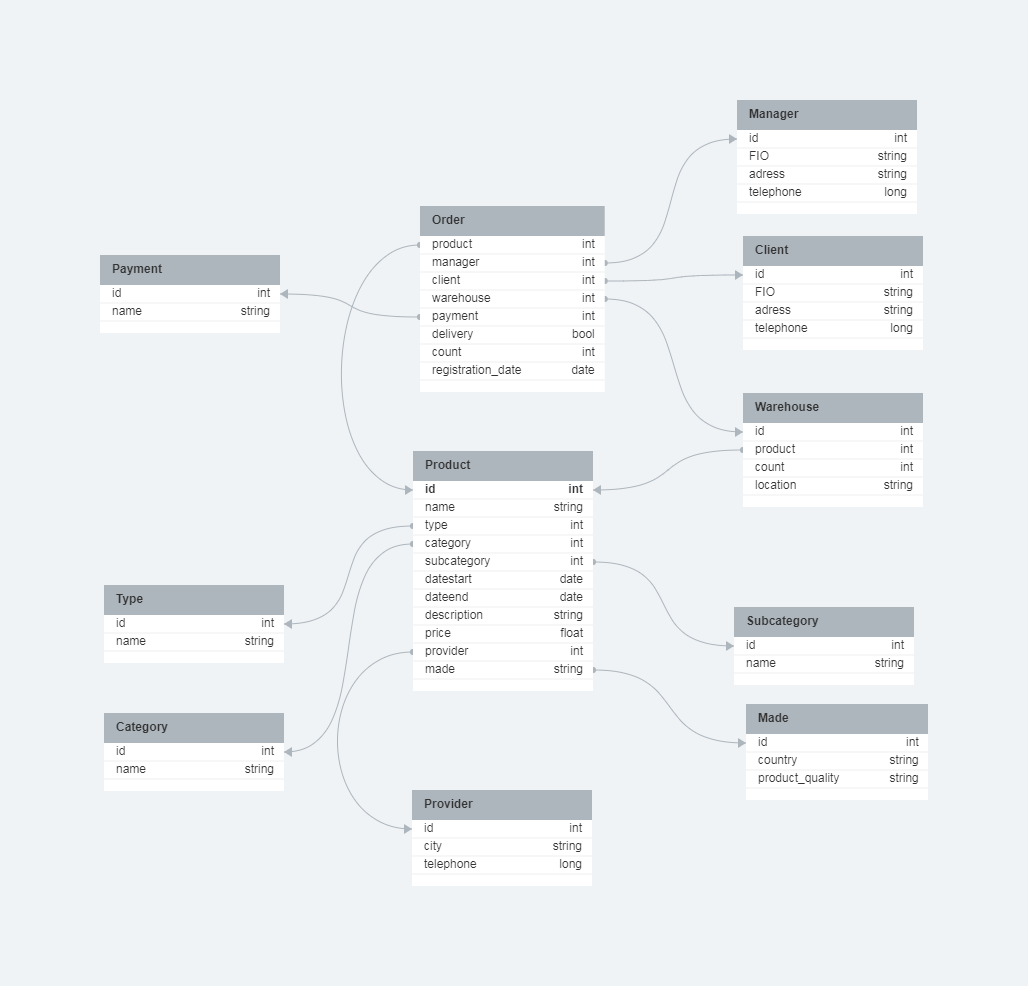 Manager
id int
FIO string
adress string
telephone long
Order
product int
manager int
client int
warehouse int
payment int
delivery bool
count int
registration_date date
Client
id int
FIO string
adress string
telephone long
Payment
id int
name string
Warehouse
id int
product int
count int
location string
Product
id int
name string
type int
category int
subcategory int
datestart date
dateend date
description string
price float
provider int
made string
Type
id int
name string
Subcategory
id int
name string
Category
id int
name string
Made
id int
country string
product_quality string
Provider
id int
city string
telephone long